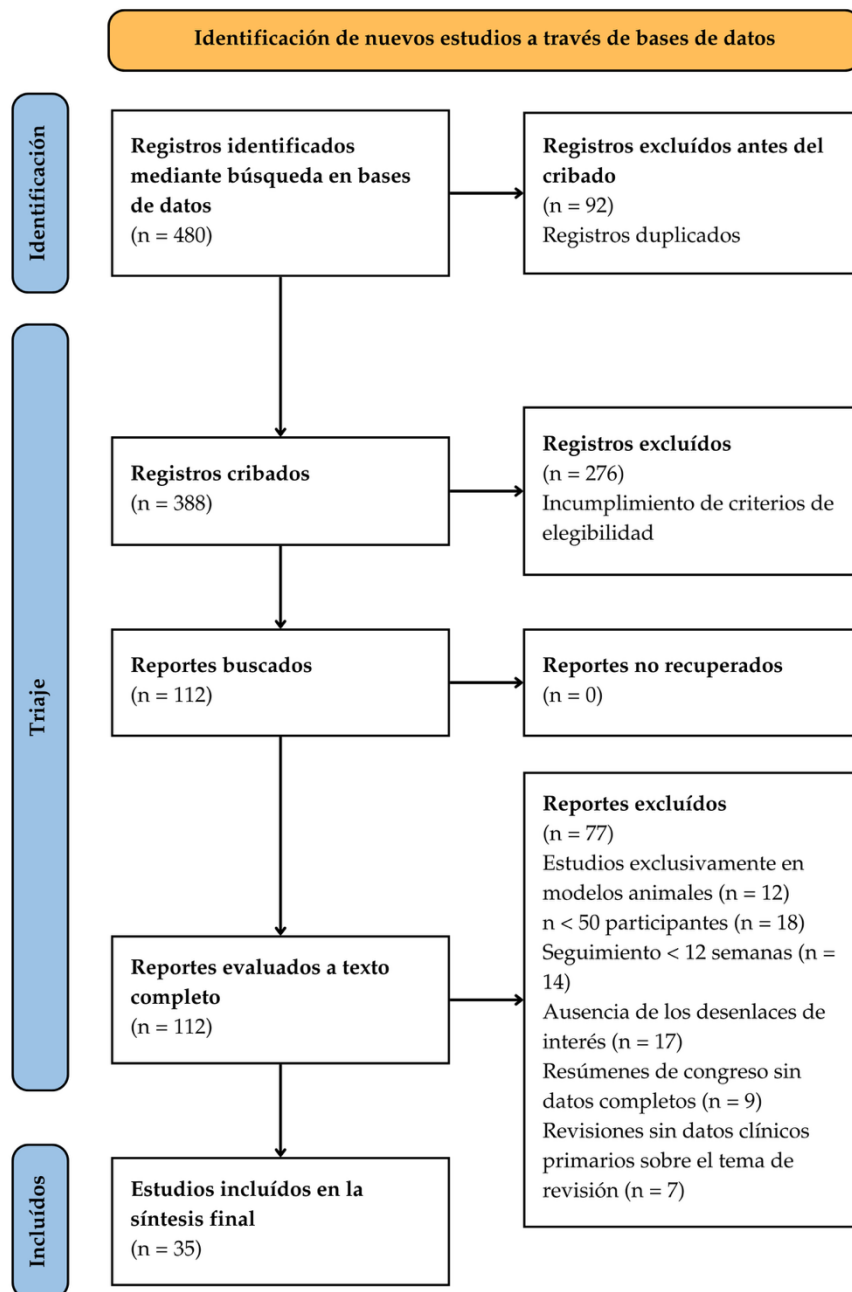 Identificación de nuevos estudios a través de bases de datos
Identificación
Registros identificados
mediante búsqueda en bases
de datos
(n = 480)
Registros excluídos antes del
cribado
(n = 92)
Registros duplicados
Triaje
Registros cribados
(n = 388)
Registros excluídos
(n = 276)
Incumplimiento de criterios de
elegibilidad
Reportes buscados
(n = 112)
Reportes no recuperados
(n = 0)
Reportes evaluados a texto
completo
(n = 112)
Reportes excluídos
(n = 77)
Estudios exclusivamente en
modelos animales (n = 12)
n < 50 participantes (n = 18)
Seguimiento < 12 semanas (n =
14)
Ausencia de los desenlaces de
interés (n = 17)
Resúmenes de congreso sin
datos completos (n = 9)
Revisiones sin datos clínicos
primarios sobre el tema de
revisión (n = 7)
Incluídos
Estudios incluídos en la
síntesis final
(n = 35)